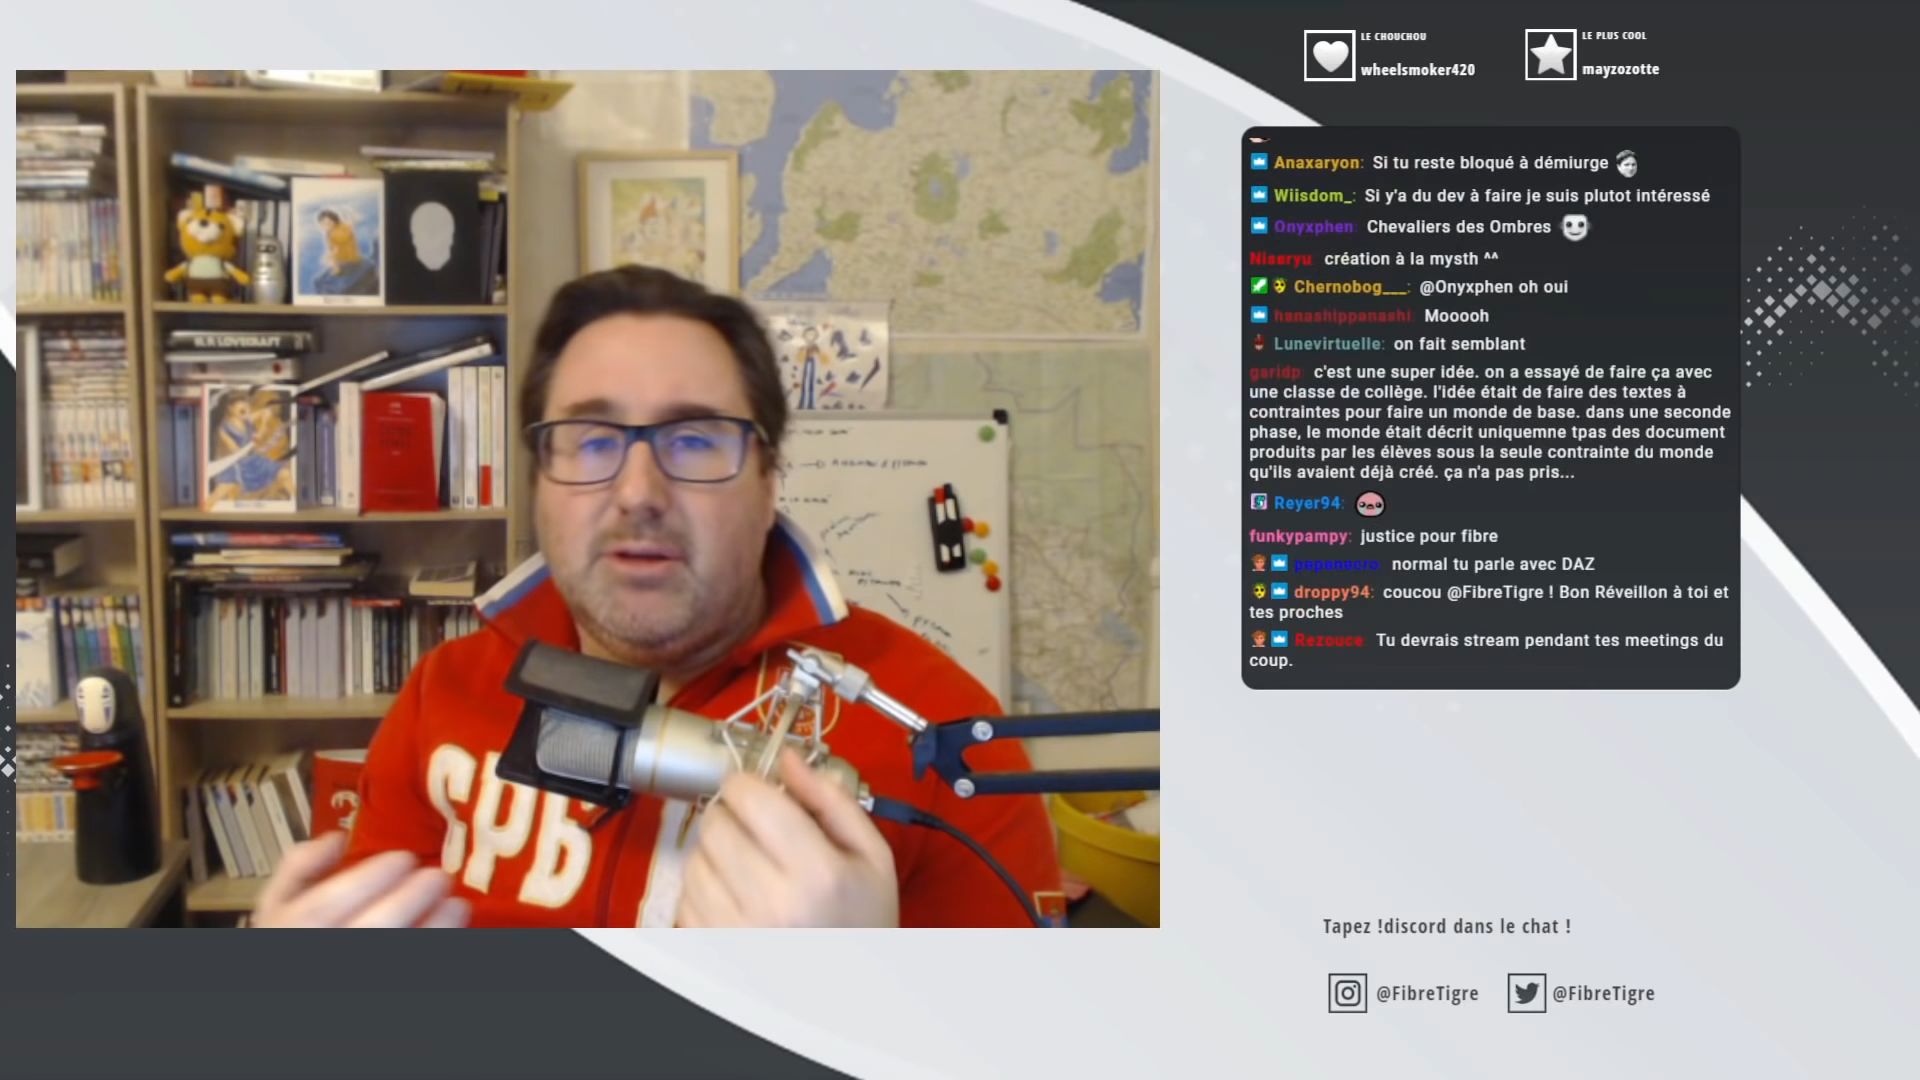 LE CHOUCHOU
wheelsmoker420
LE PLUS COOL
mayzozotte
Anaxaryon: Si tu reste bloqué à démiurge
Wiisdom_: Si y'a du dev à faire je suis plutot intéressé
Onyxphen: Chevaliers des Ombres
Niseryu création à la mysth ^^
Chernobog___: @Onyxphen oh oui
hanashippanashi: Mooooh
Lunevirtuelle: on fait semblant
garidp: c'est une super idée. on a essayé de faire ça avec
une classe de collège. l'idée était de faire des textes à
contraintes pour faire un monde de base. dans une seconde
phase, le monde était décrit uniquemne tpas des document
produits par les élèves sous la seule contrainte du monde
qu'ils avaient déjà créé. ça n'a pas pris...
Reyer94:
funkypampy: justice pour fibre
pepenecro: normal tu parle avec DAZ
droppy94: coucou @FibreTigre ! Bon Réveillon à toi et
tes proches
Rezouce: Tu devrais stream pendant tes meetings du
coup.
H.P. LOVECRAFT
СРБ
Tapez !discord dans le chat !
@FibreTigre
@FibreTigre